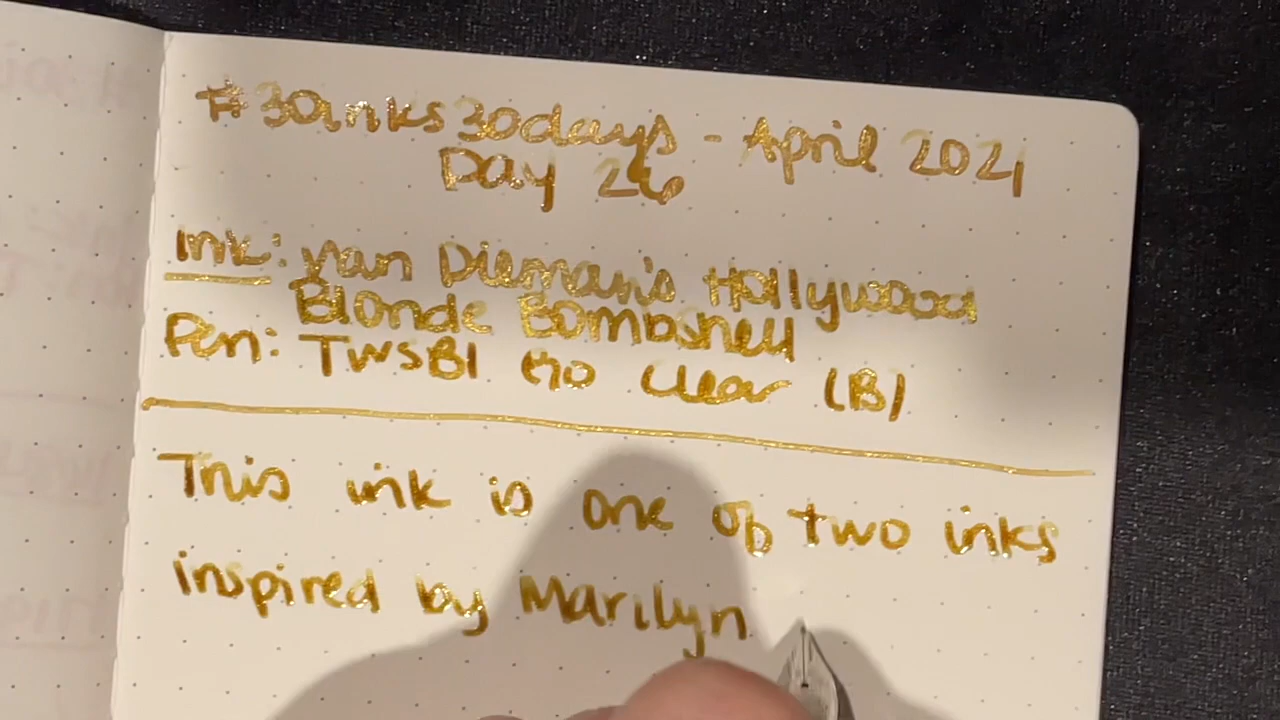 #30inks30days - April 2021
Day 26
Ink: Van Dieman's Hollywood
Blonde Bombshell
Pen: TWSBI GO Clear (B)
This ink is one of two inks
inspired by Marilyn